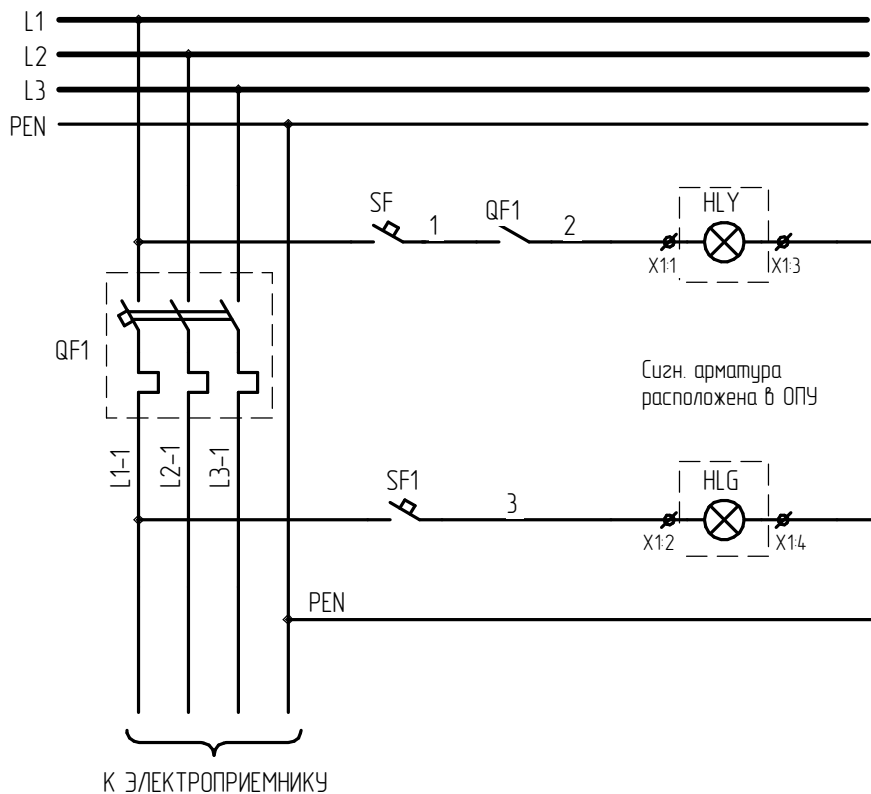 L1
L2
L3
PEN
SF
1
QF1
2
HLY
X1:1
X1:3
QF1
Сигн. арматура
расположена в ОПУ
L1-1
L2-1
L3-1
SF1
3
HLG
X1:2
X1:4
PEN
К ЭЛЕКТРОПРИЕМНИКУ